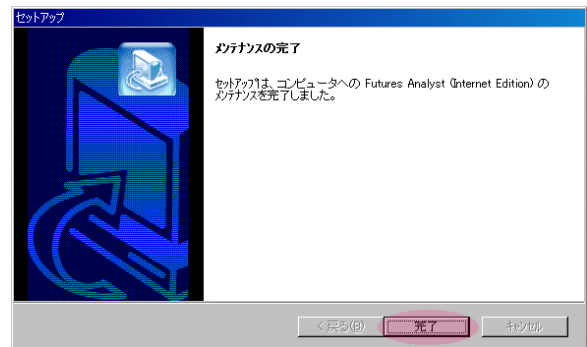 セットアップ
メンテナンスの完了
セットアップは、コンピュータへの Futures Analyst (Internet Edition) の
メンテナンスを完了しました。
< 戻る(B)
完了
キャンセル